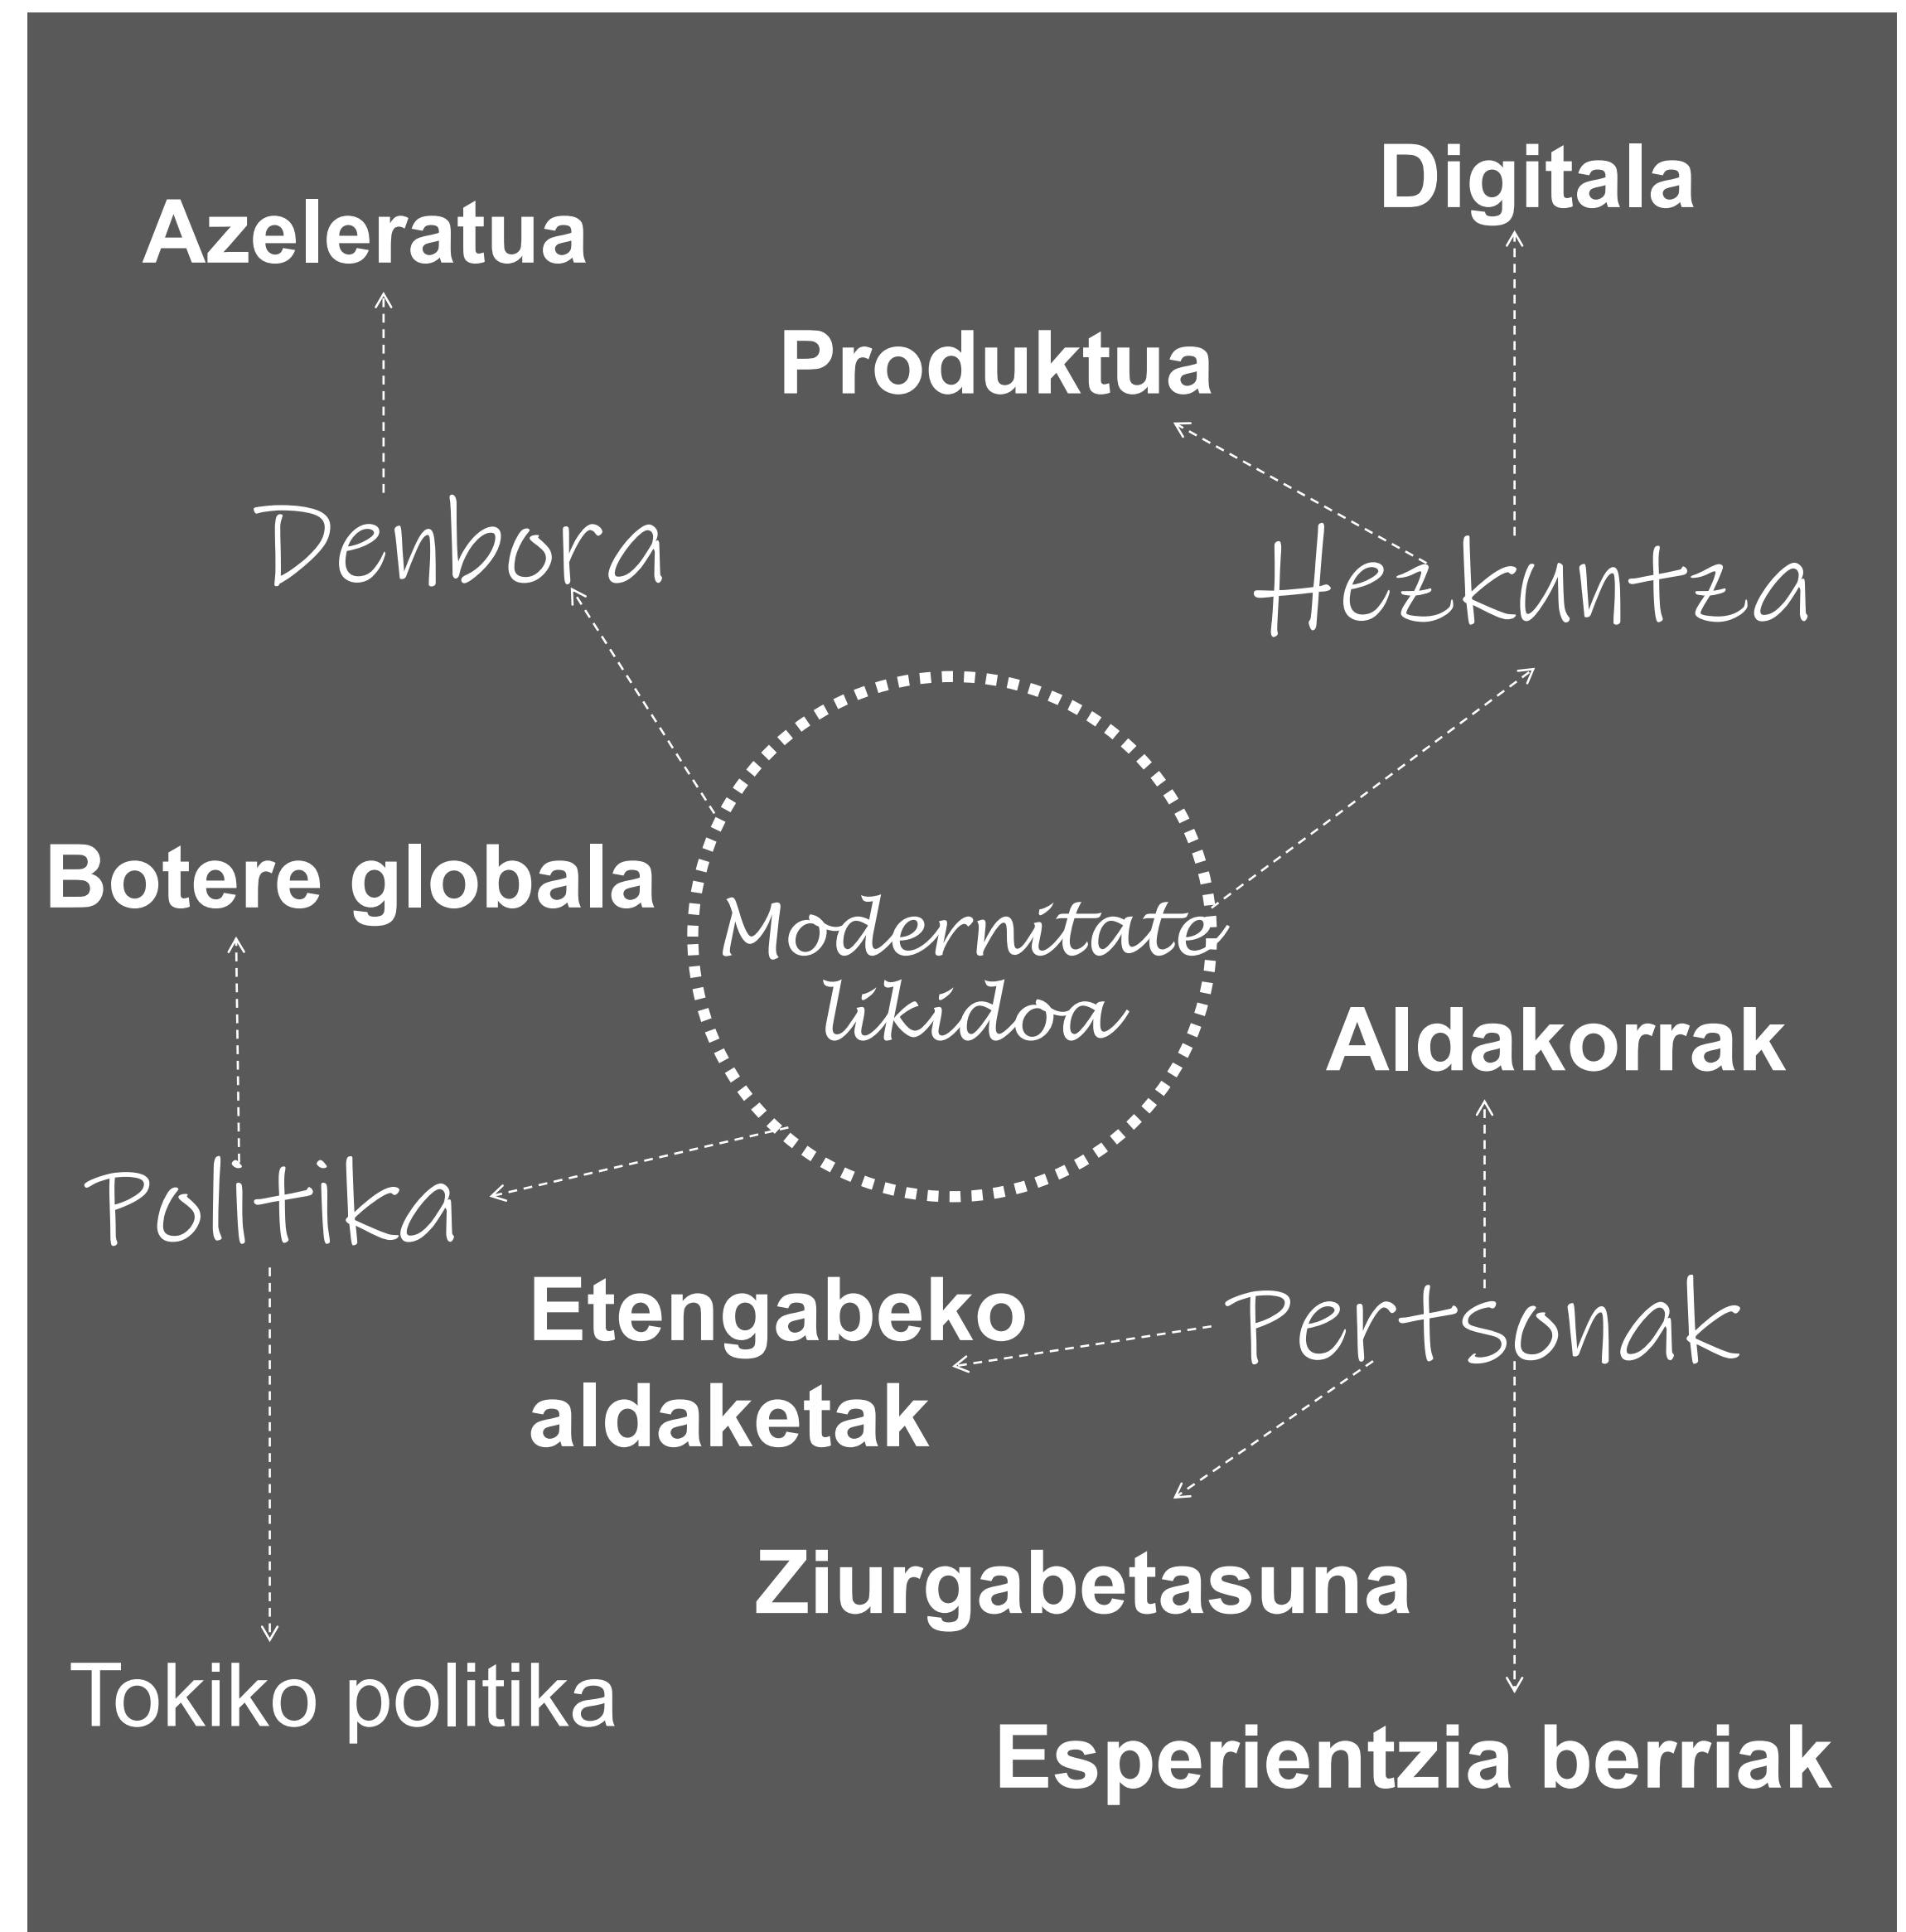 Digitala
Azeleratua
Produktua
Denbora
Hezkuntza
Botere globala
Modernitate
likidoa
Aldakorrak
Politika
Etengabeko
aldaketak
Pertsonak
Ziurgabetasuna
Tokiko politika
Esperientzia berriak